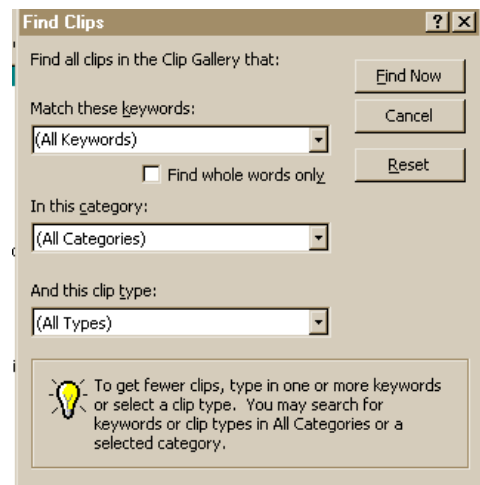 Find Clips
Find all clips in the Clip Gallery that:
Find Now
Match these keywords:
Cancel
(All Keywords)
Find whole words only
Reset
In this category:
(All Categories)
And this clip type:
(All Types)
To get fewer clips, type in one or more keywords
or select a clip type. You may search for
keywords or clip types in All Categories or a
selected category.